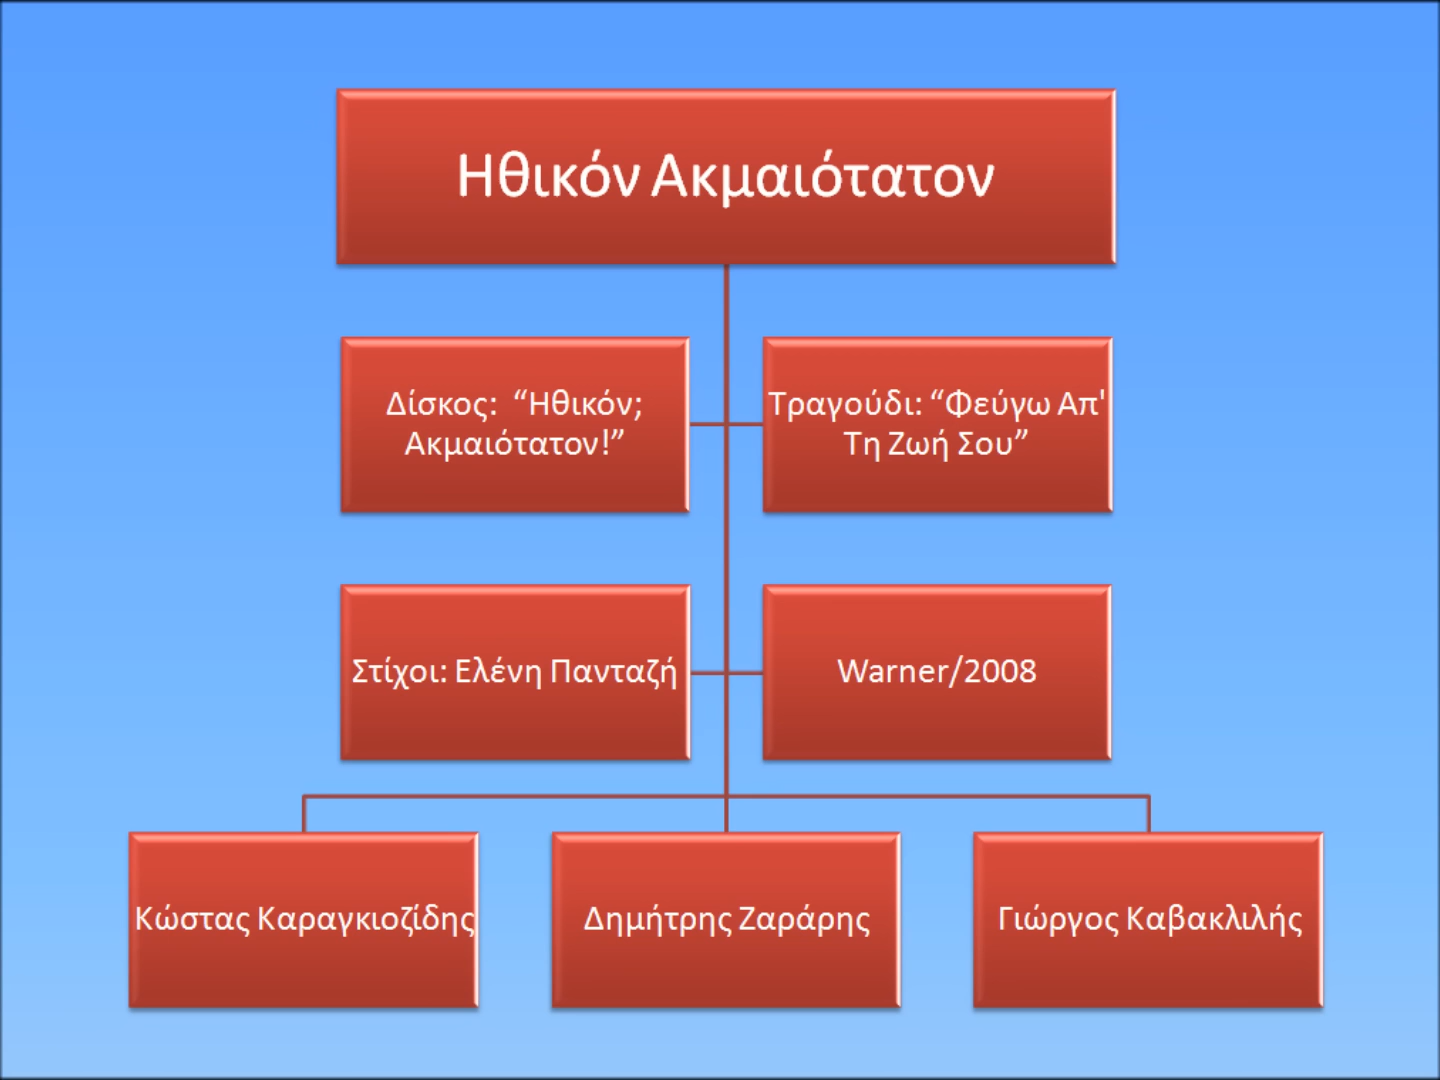 Ηθικόν Ακμαιότατον
Δίσκος: “Ηθικόν;
Ακμαιότατον!”
Τραγούδι: “Φεύγω Απ'
Τη Ζωή Σου”
Στίχοι: Ελένη Πανταζή
Warner/2008
Κώστας Καραγκιοζίδης
Δημήτρης Ζαράρης
Γιώργος Καβακλιλής